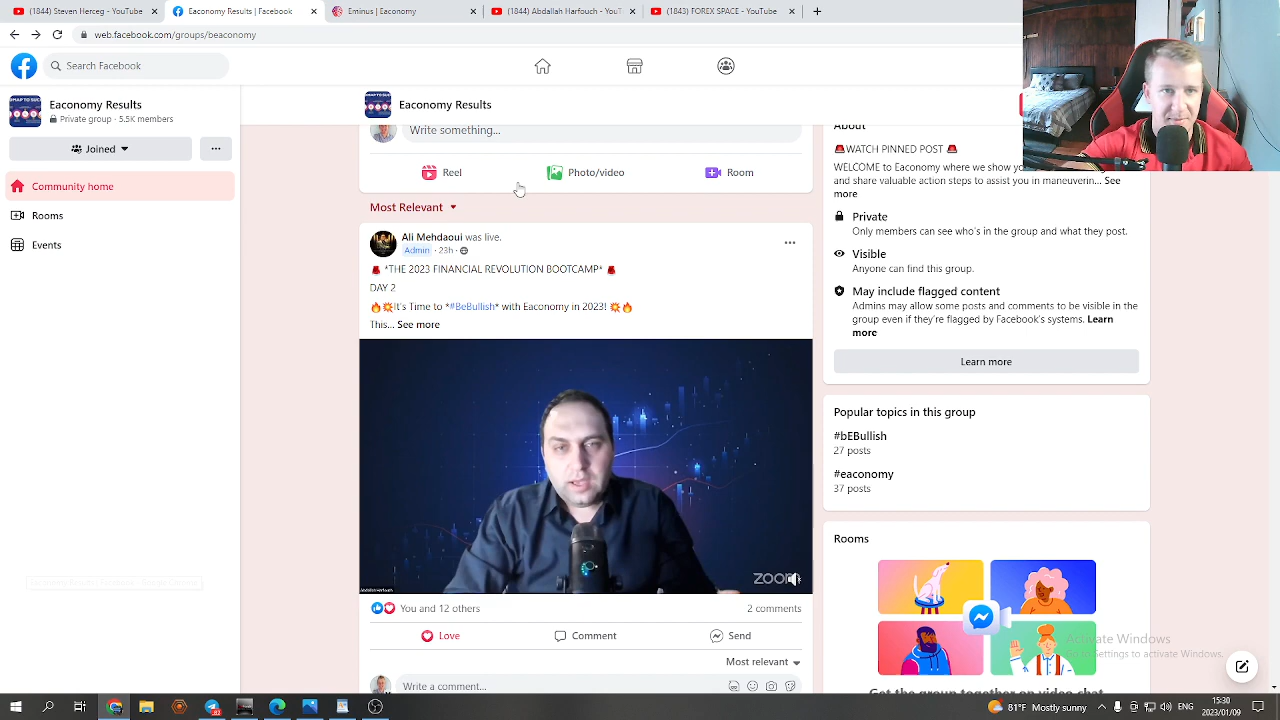 (1844) Steven Herceg - YouTube
Eaconomy Results | Facebook
Eminus | Eaconomy
(1844) Abdallah Harfouch - YouT
(1843) FOREX SPACE - YouTube
web.facebook.com/groups/beaconomy
Search Facebook
Eaconomy Results
Private group · 5.5K members
Joined
Community home
Rooms
Events
Eaconomy Results
Write something...
Reel
Photo/video
Room
Most Relevant
Ali Mehdaoui was live.
Admin · 23h ·
*THE 2023 FINANCIAL REVOLUTION BOOTCAMP*
DAY 2
🔥💥It's Time to *#BeBullish* with Eaconomy in 2023! 💥🔥
This... See more
zoom
You and 12 others
2 comments
Love
Comment
Send
Most relevant
Write a comment...
About
🚨WATCH PINNED POST 🚨
WELCOME to Eaconomy where we show you
and share valuable action steps to assist you in maneuverin... See
more
Private
Only members can see who's in the group and what they post.
Visible
Anyone can find this group.
May include flagged content
Admins may allow some posts and comments to be visible in the
group even if they're flagged by Facebook's systems. Learn
more
Learn more
Popular topics in this group
#bEBullish
27 posts
#eaconomy
37 posts
Rooms
Get the group together on video chat
Activate Windows
Go to Settings to activate Windows.
82
81°F
15:30
2023/01/09